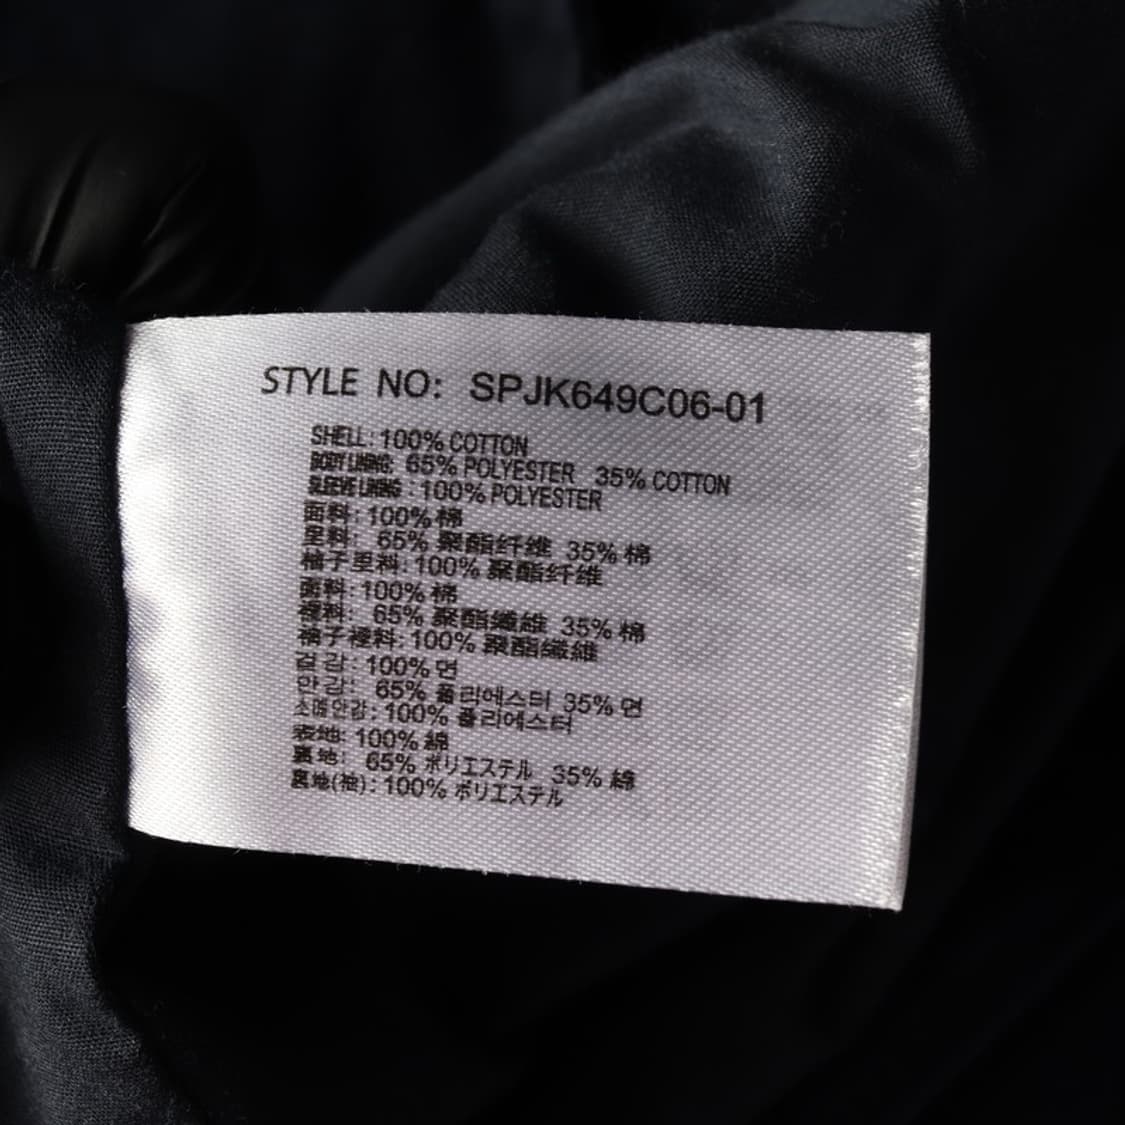 STYLE NO: SPJK649C06-01
SHELL: 100% COTTON
BODY LINING: 65% POLYESTER 35% COTTON
SLEEVE LINING: 100% POLYESTER
面料: 100% 棉
里料: 65% 聚酯纤维 35% 棉
袖子里料: 100% 聚酯纤维
面料: 100% 棉
裡料: 65% 聚酯纖維 35% 棉
袖子裡料: 100% 聚酯纖維
겉감: 100% 면
안감: 65% 폴리에스터 35% 면
소매안감: 100% 폴리에스터
表地: 100% 綿
裏地: 65% ポリエステル 35% 綿
裏地(袖): 100% ポリエステル